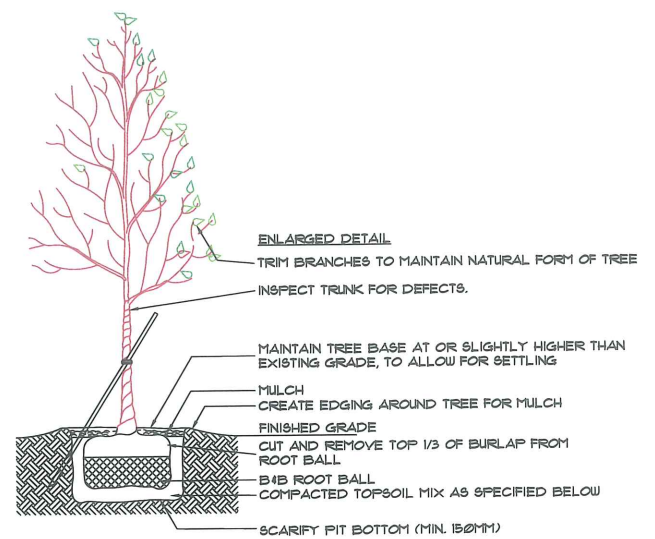 ENLARGED DETAIL
TRIM BRANCHES TO MAINTAIN NATURAL FORM OF TREE
INSPECT TRUNK FOR DEFECTS.
MAINTAIN TREE BASE AT OR SLIGHTLY HIGHER THAN
EXISTING GRADE, TO ALLOW FOR SETTLING
MULCH
CREATE EDGING AROUND TREE FOR MULCH
FINISHED GRADE
CUT AND REMOVE TOP 1/3 OF BURLAP FROM
ROOT BALL
B&B ROOT BALL
COMPACTED TOPSOIL MIX AS SPECIFIED BELOW
SCARIFY PIT BOTTOM (MIN. 150MM)